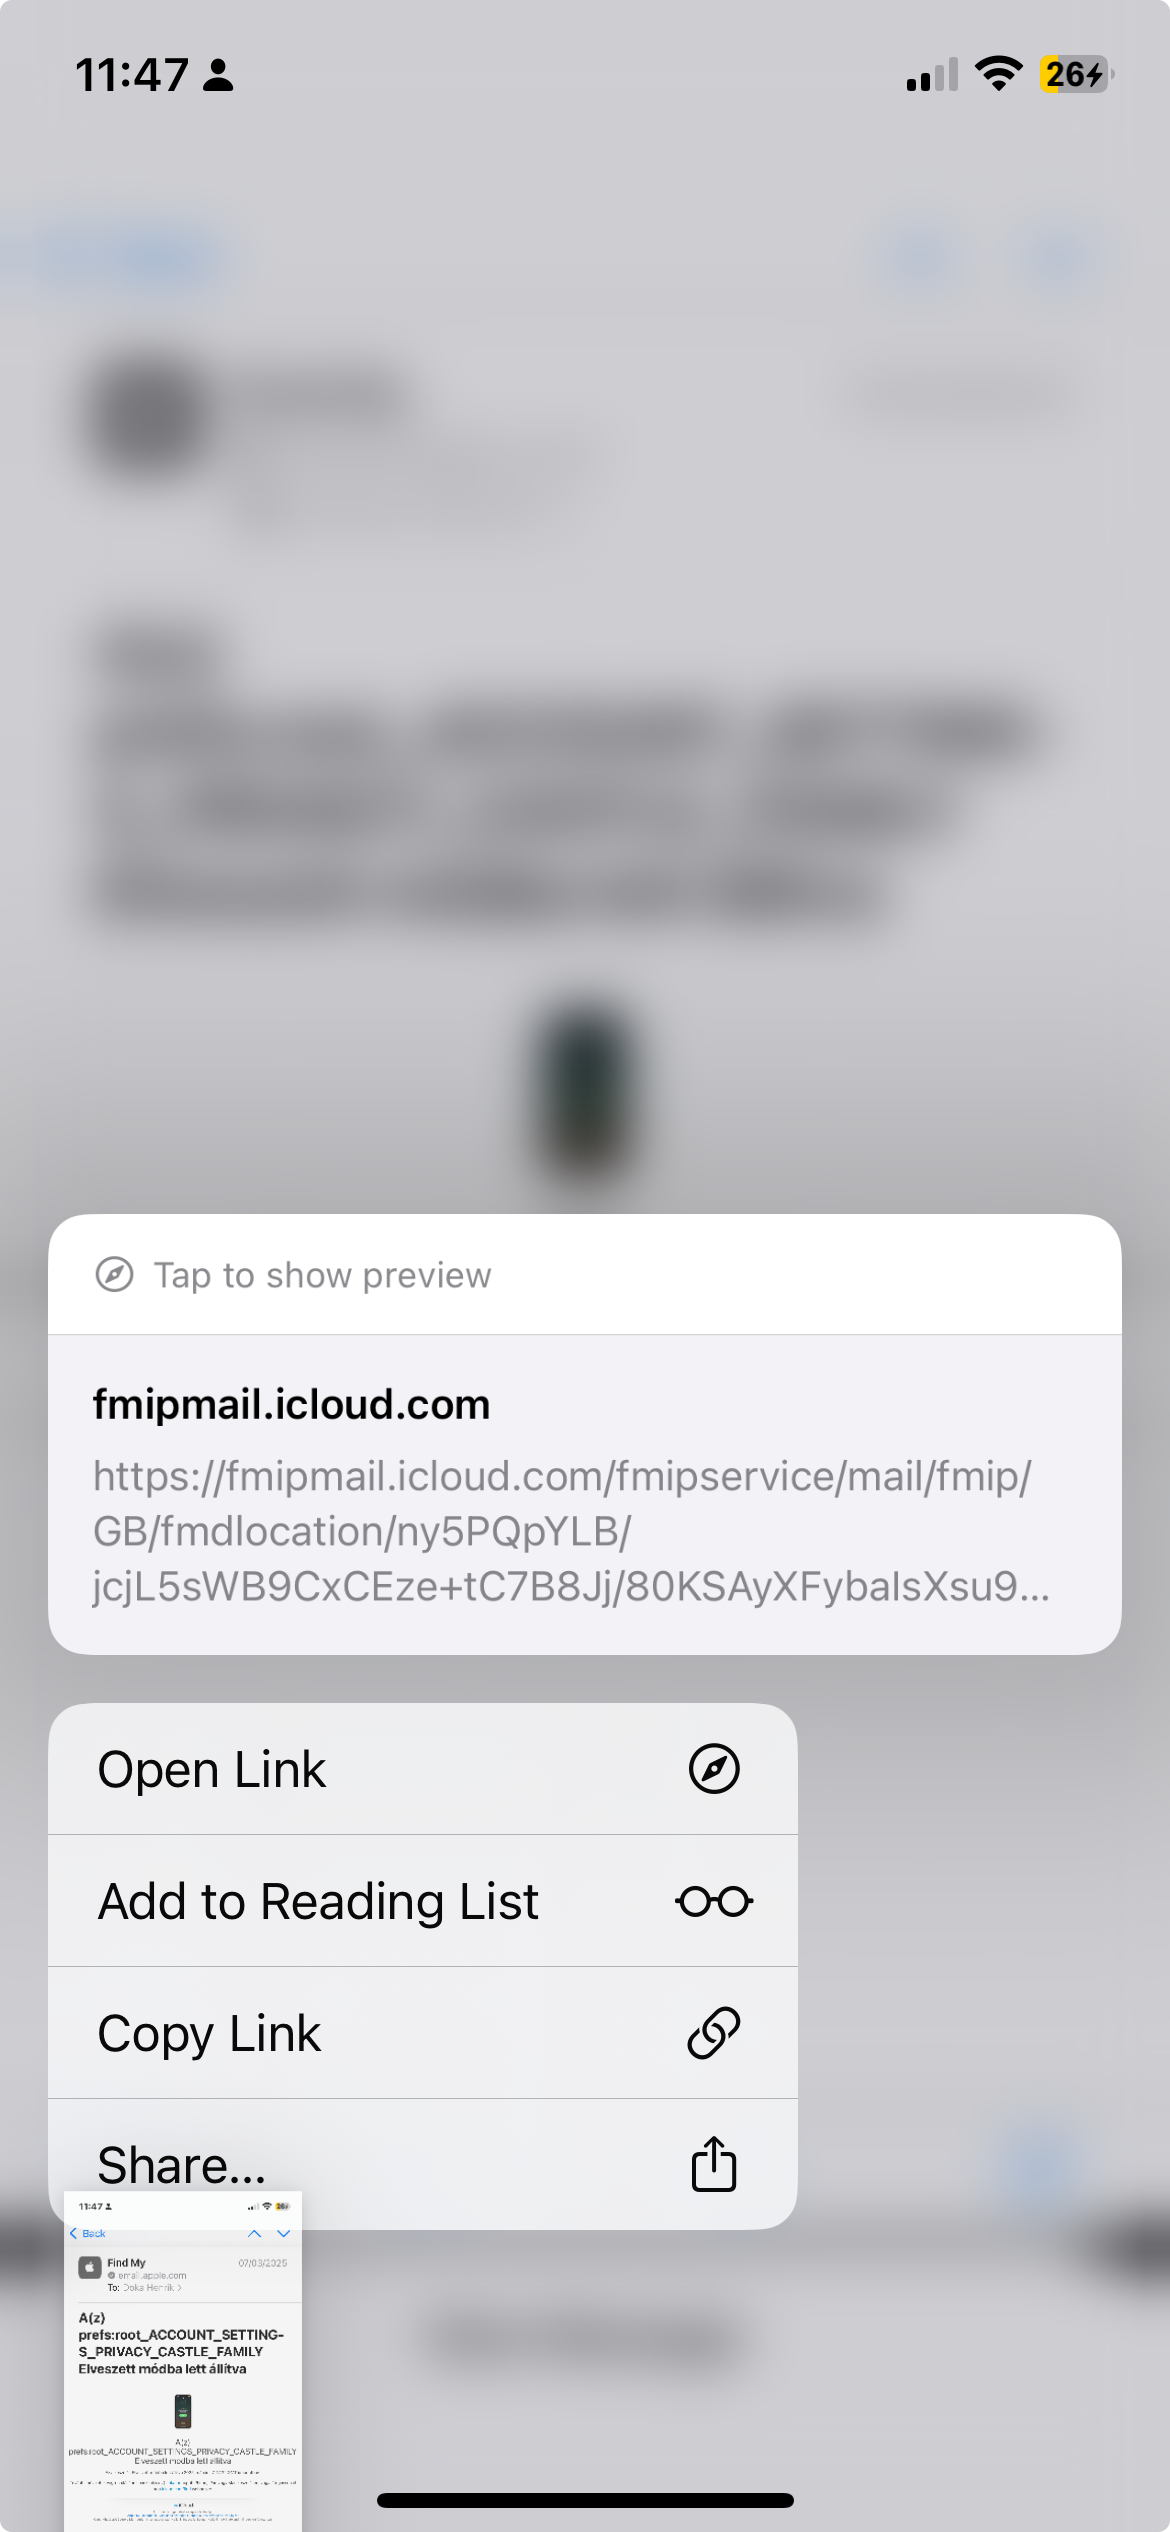 11:47
26
Tap to show preview
fmipmail.icloud.com
https://fmipmail.icloud.com/fmipservice/mail/fmip/
GB/fmdlocation/ny5PQpYLB/
jcjL5sWB9CxCEze+tC7B8Jj/80KSAyXFybaIsXsu9...
Open Link
Add to Reading List
Copy Link
Share...
11:47
26
Back
Find My 07/03/2025
email.apple.com
To: Doka Henrik
A(z)
prefs:root_ACCOUNT_SETTING-
S_PRIVACY_CASTLE_FAMILY
Elveszett módba lett állítva
A(z)
prefs:root_ACCOUNT_SETTINGS_PRIVACY_CASTLE_FAMILY
Elveszett módba lett állítva